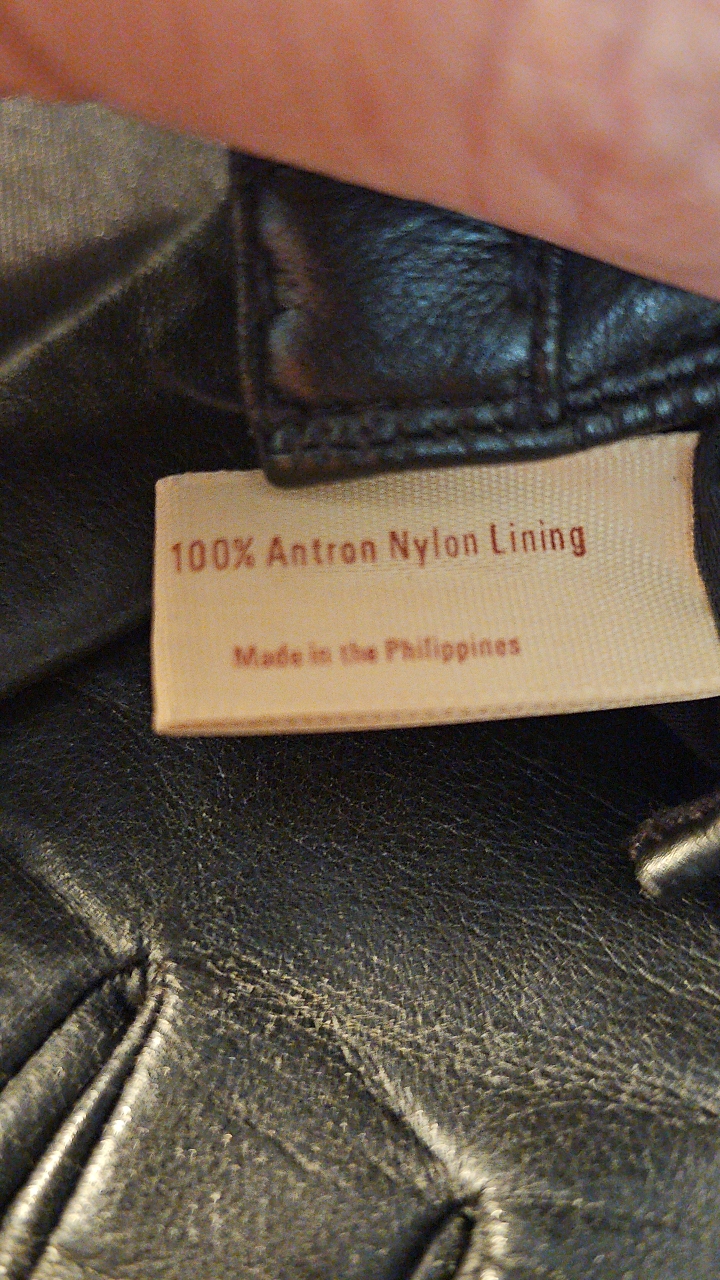 100% Antron Nylon Lining
Made in the Philippines